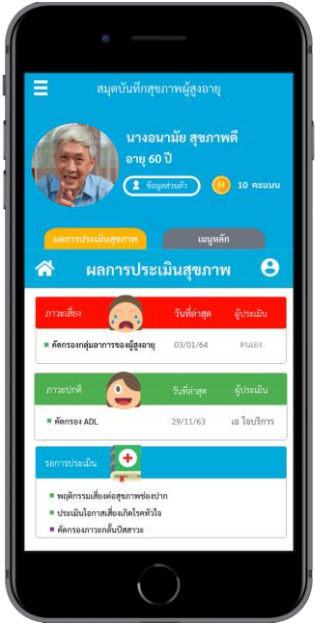 สมุดบันทึกสุขภาพผู้สูงอายุ
นางอนามัย สุขภาพดี
อายุ 60 ปี
ข้อมูลส่วนตัว H 10 คะแนน
ผลการประเมินสุขภาพ เมนูหลัก
ผลการประเมินสุขภาพ
ภาวะเสี่ยง วันที่ล่าสุด ผู้ประเมิน
คัดกรองกลุ่มอาการของผู้สูงอายุ 03/01/64 ตนเอง
ภาวะปกติ วันที่ล่าสุด ผู้ประเมิน
คัดกรอง ADL 29/11/63 เอ ใจบริการ
รอการประเมิน
พฤติกรรมเสี่ยงต่อสุขภาพช่องปาก
ประเมินโอกาสเสี่ยงเกิดโรคหัวใจ
คัดกรองภาวะกลั้นปัสสาวะ